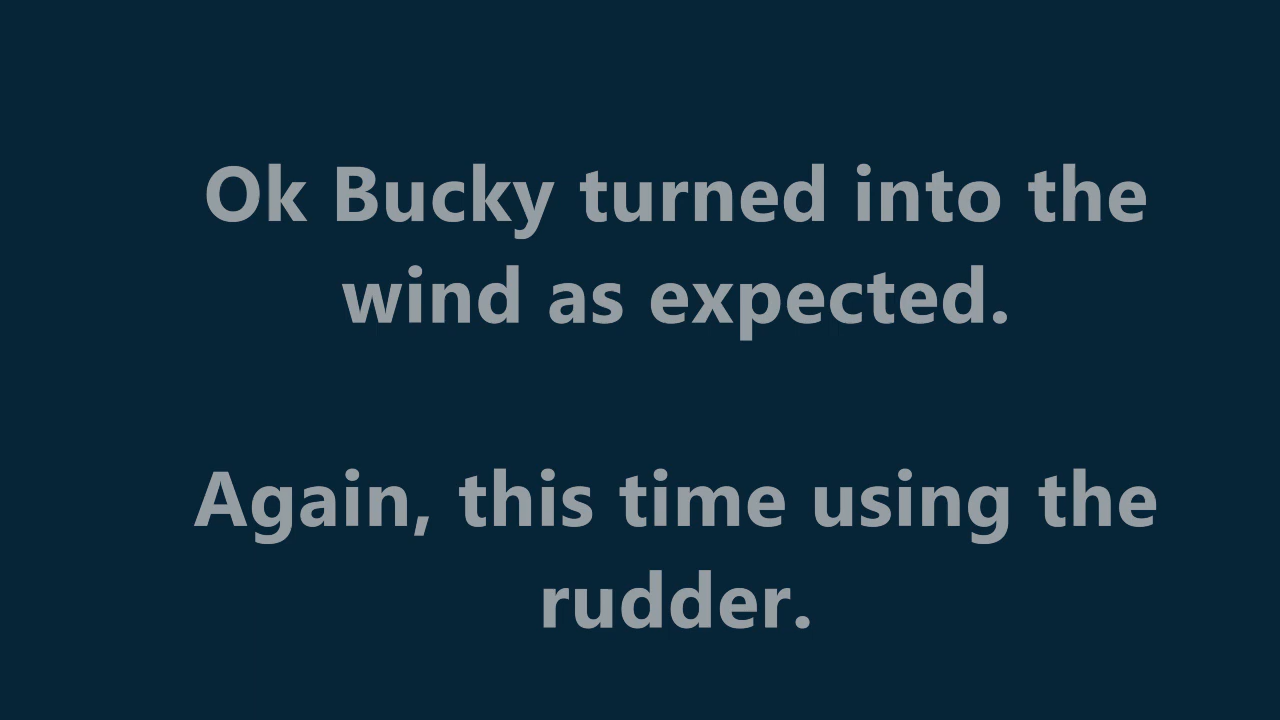 Ok Bucky turned into the
wind as expected.
Again, this time using the
rudder.